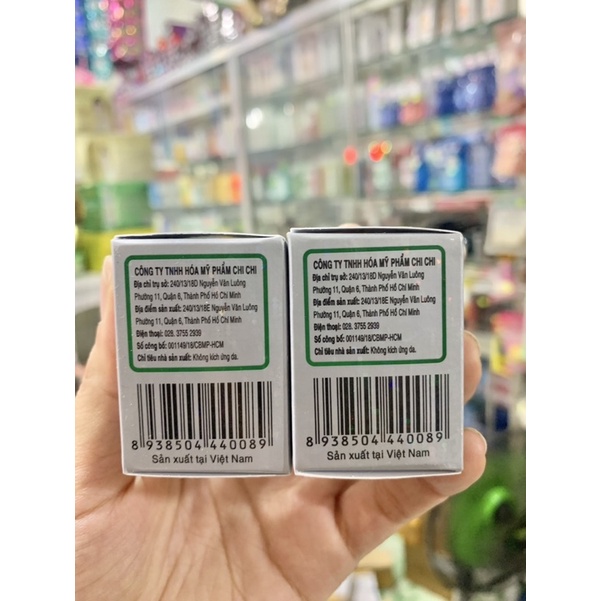 CÔNG TY TNHH HÓA MỸ PHẨM CHI CHI
Địa chỉ trụ sở: 240/13/18D Nguyễn Văn Luông
Phường 11, Quận 6, Thành Phố Hồ Chí Minh
Địa điểm sản xuất: 240/13/18E Nguyễn Văn Luông
Phường 11, Quận 6, Thành Phố Hồ Chí Minh
Điện thoại: 028. 3755 2939
Số công bố: 001149/18/CBMP-HCM
Chỉ tiêu nhà sản xuất: Không kích ứng da.
8 938504 440089
Sản xuất tại Việt Nam
CÔNG TY TNHH HÓA MỸ PHẨM CHI CHI
Địa chỉ trụ sở: 240/13/18D Nguyễn Văn Luông
Phường 11, Quận 6, Thành Phố Hồ Chí Minh
Địa điểm sản xuất: 240/13/18E Nguyễn Văn Luông
Phường 11, Quận 6, Thành Phố Hồ Chí Minh
Điện thoại: 028. 3755 2939
Số công bố: 001149/18/CBMP-HCM
Chỉ tiêu nhà sản xuất: Không kích ứng da.
8 938504 440089
Sản xuất tại Việt Nam